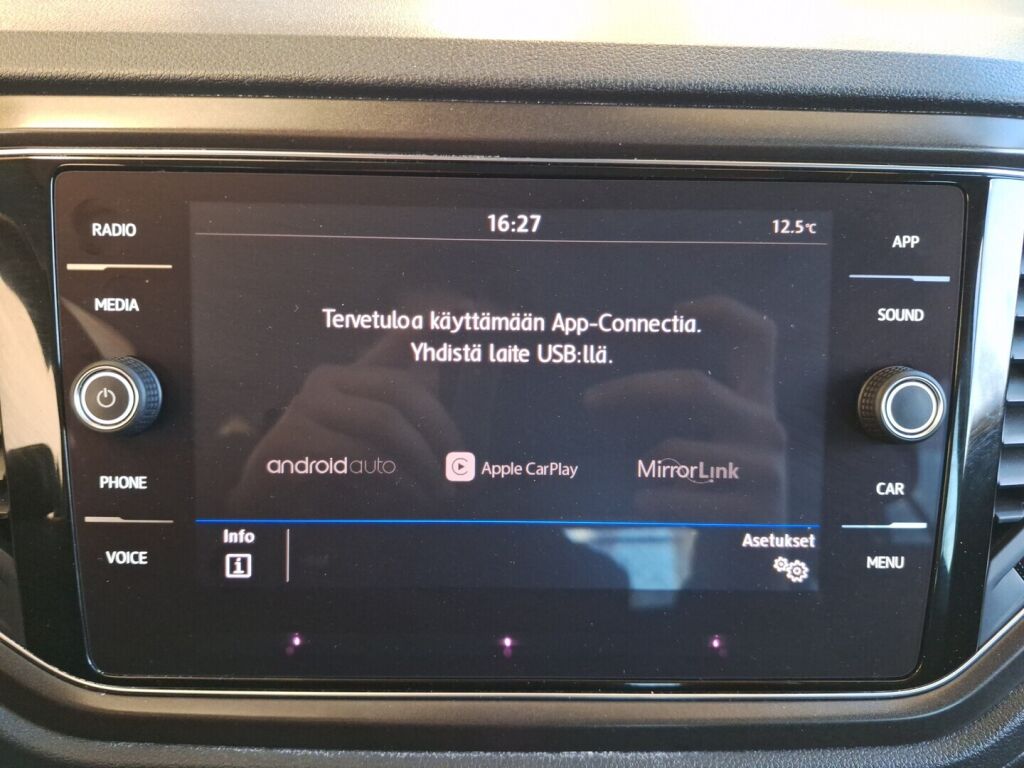 RADIO
MEDIA
PHONE
VOICE
16:27
12.5°C
Tervetuloa käyttämään App-Connectia.
Yhdistä laite USB:llä.
androidauto
Apple CarPlay
MirrorLink
Info
i
Asetukset
APP
SOUND
CAR
MENU